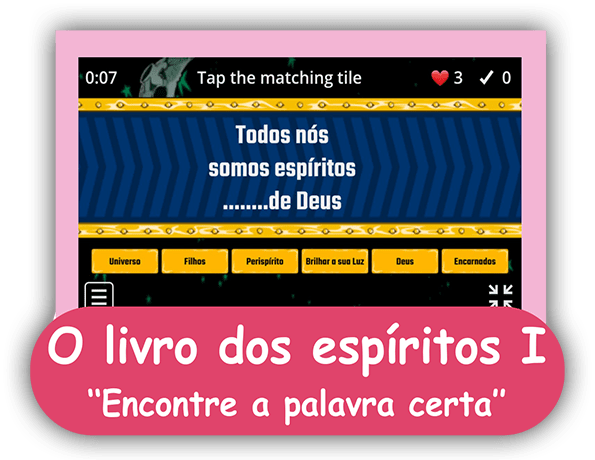 0:07 Tap the matching tile 3 0
Todos nós
somos espíritos
........de Deus
Universo Filhos Perispírito Brilhar a sua Luz Deus Encarnados
O livro dos espíritos I
“Encontre a palavra certa”